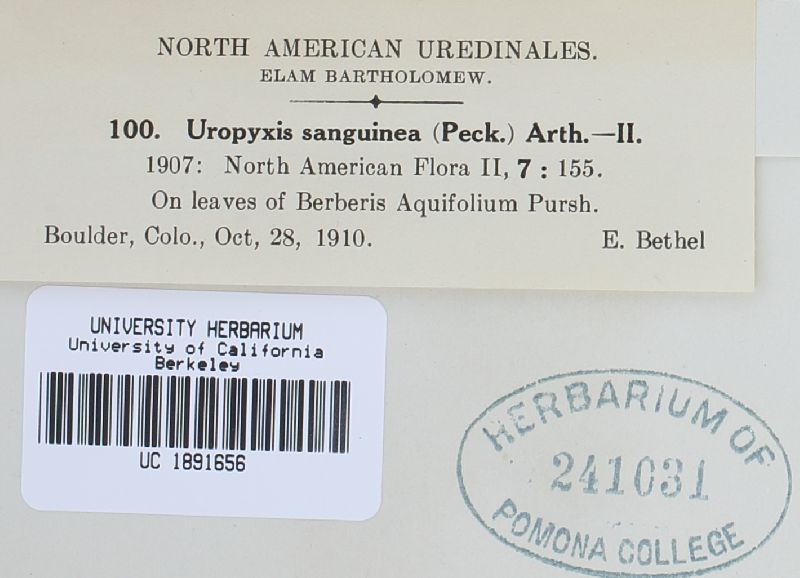 NORTH AMERICAN UREDINALES.
ELAM BARTHOLOMEW.
100. Uropyxis sanguinea (Peck.) Arth.—II.
1907: North American Flora II, 7 : 155.
On leaves of Berberis Aquifolium Pursh.
Boulder, Colo., Oct, 28, 1910. E. Bethel
UNIVERSITY HERBARIUM
University of California
Berkeley
UC 1891656
HERBARIUM OF
241031
POMONA COLLEGE